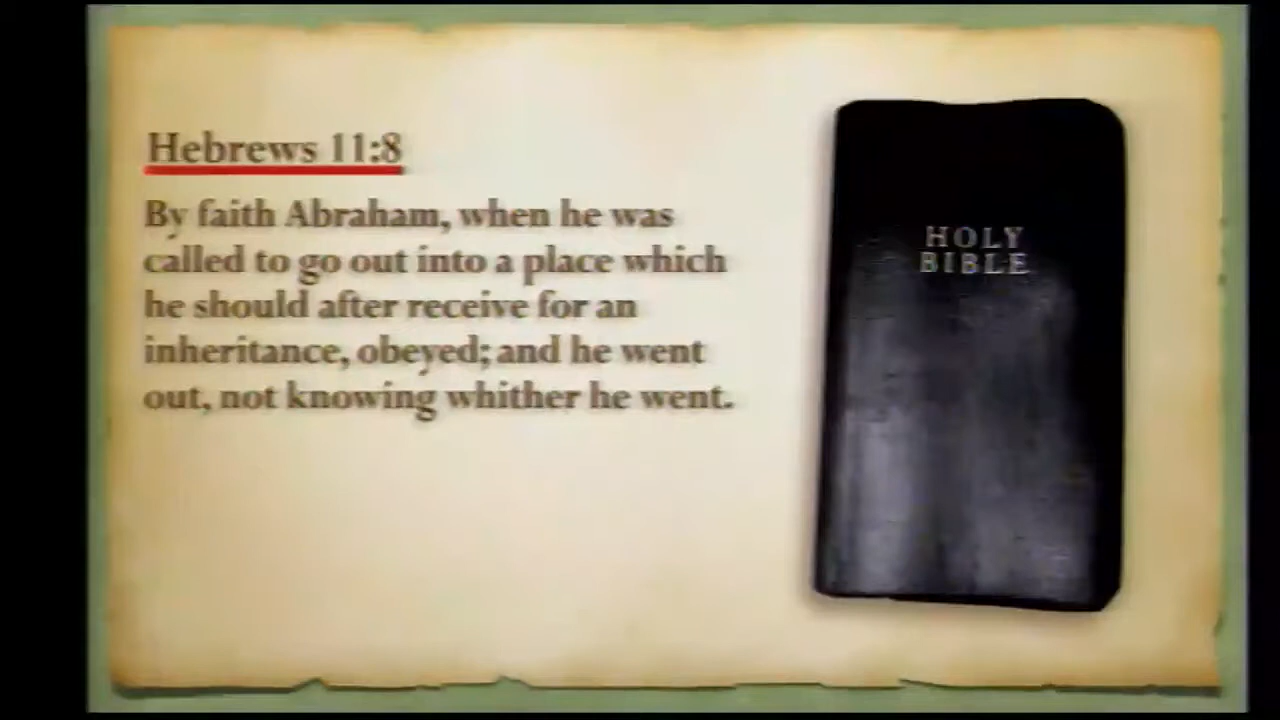 Hebrews 11:8
By faith Abraham, when he was
called to go out into a place which
he should after receive for an
inheritance, obeyed; and he went
out, not knowing whither he went.
HOLY
BIBLE